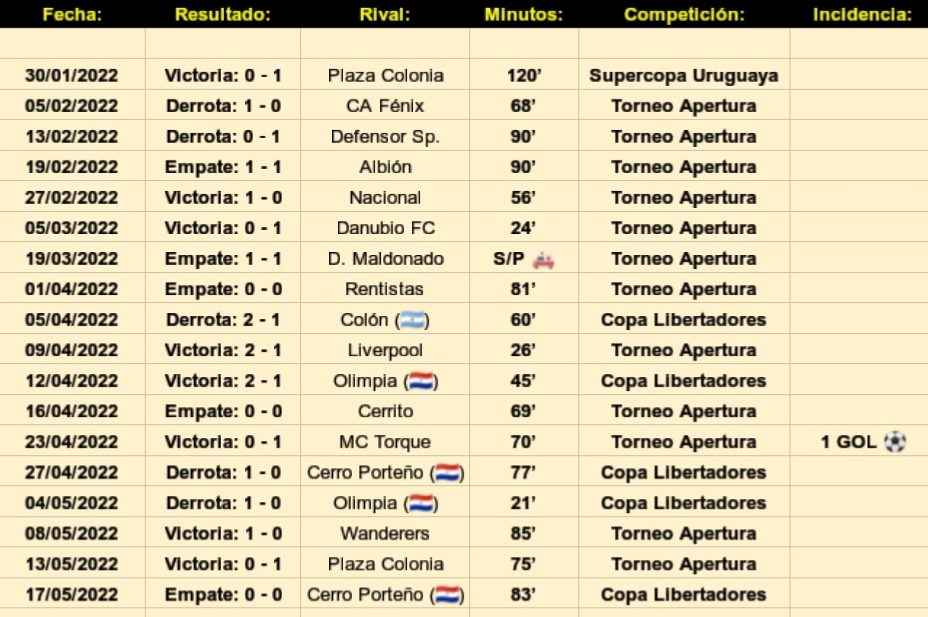 Fecha: Resultado: Rival: Minutos: Competición: Incidencia:
30/01/2022 Victoria: 0 - 1 Plaza Colonia 120’ Supercopa Uruguaya
05/02/2022 Derrota: 1 - 0 CA Fénix 68’ Torneo Apertura
13/02/2022 Derrota: 0 - 1 Defensor Sp. 90’ Torneo Apertura
19/02/2022 Empate: 1 - 1 Albión 90’ Torneo Apertura
27/02/2022 Victoria: 1 - 0 Nacional 56’ Torneo Apertura
05/03/2022 Victoria: 0 - 1 Danubio FC 24’ Torneo Apertura
19/03/2022 Empate: 1 - 1 D. Maldonado S/P 🚑 Torneo Apertura
01/04/2022 Empate: 0 - 0 Rentistas 81’ Torneo Apertura
05/04/2022 Derrota: 2 - 1 Colón (🇦🇷) 60’ Copa Libertadores
09/04/2022 Victoria: 2 - 1 Liverpool 26’ Torneo Apertura
12/04/2022 Victoria: 2 - 1 Olimpia (🇵🇾) 45’ Copa Libertadores
16/04/2022 Empate: 0 - 0 Cerrito 69’ Torneo Apertura
23/04/2022 Victoria: 0 - 1 MC Torque 70’ Torneo Apertura 1 GOL ⚽
27/04/2022 Derrota: 1 - 0 Cerro Porteño (🇵🇾) 77’ Copa Libertadores
04/05/2022 Derrota: 1 - 0 Olimpia (🇵🇾) 21’ Copa Libertadores
08/05/2022 Victoria: 1 - 0 Wanderers 85’ Torneo Apertura
13/05/2022 Victoria: 0 - 1 Plaza Colonia 75’ Torneo Apertura
17/05/2022 Empate: 0 - 0 Cerro Porteño (🇵🇾) 83’ Copa Libertadores